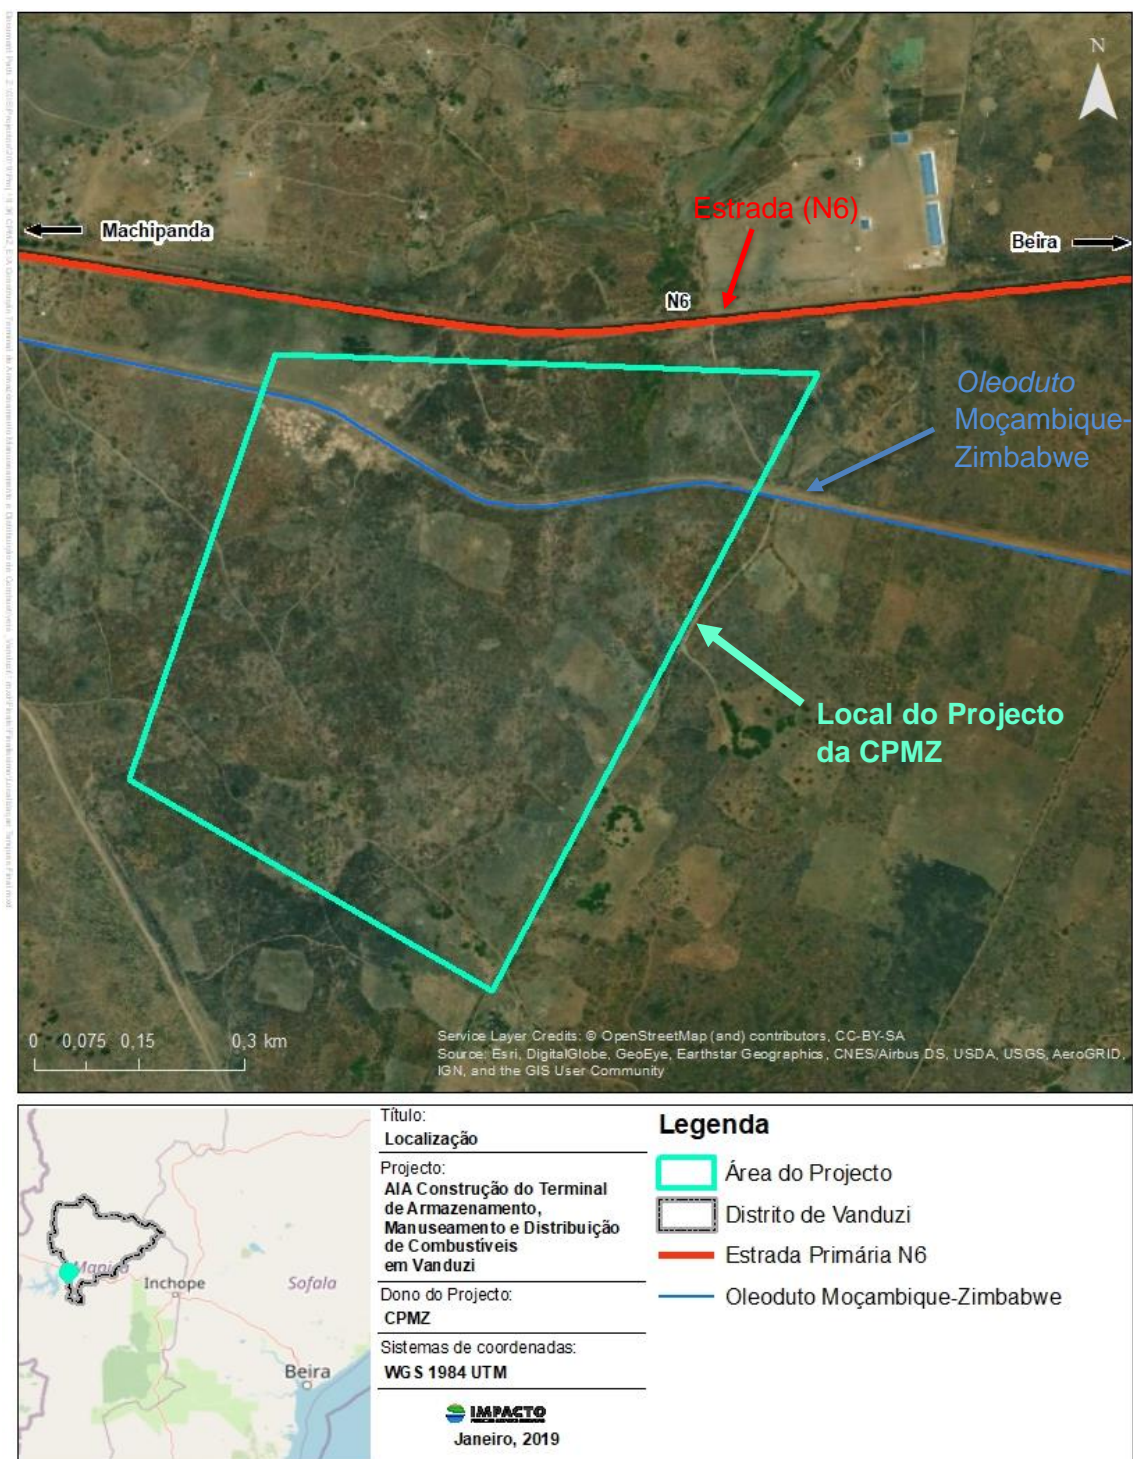 N
Estrada (N6)
Machipanda
Beira
N6
Oleoduto
Moçambique-
Zimbabwe
Local do Projecto
da CPMZ
0 0,075 0,15 0,3 km
Service Layer Credits: © OpenStreetMap (and) contributors, CC-BY-SA
Source: Esri, DigitalGlobe, GeoEye, Earthstar Geographics, CNES/Airbus DS, USDA, USGS, AeroGRID,
IGN, and the GIS User Community
Manica
Inchope
Sofala
Beira
Título:
Localização
Projecto:
AIA Construção do Terminal
de Armazenamento,
Manuseamento e Distribuição
de Combustíveis
em Vanduzi
Dono do Projecto:
CPMZ
Sistemas de coordenadas:
WGS 1984 UTM
IMPACTO
Janeiro, 2019
Legenda
Área do Projecto
Distrito de Vanduzi
Estrada Primária N6
Oleoduto Moçambique-Zimbabwe